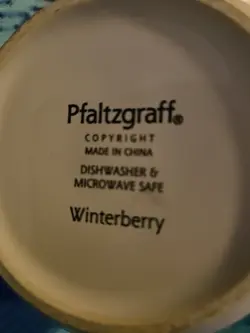 Pfaltzgraff®
COPYRIGHT
MADE IN CHINA
DISHWASHER &
MICROWAVE SAFE
Winterberry